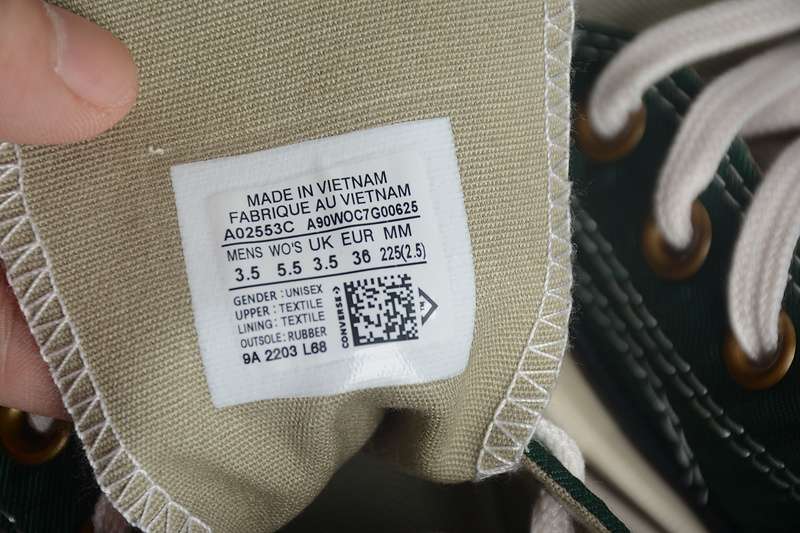 MADE IN VIETNAM
FABRIQUE AU VIETNAM
A02553C A90WOC7G00625
MENS WO'S UK EUR MM
3.5 5.5 3.5 36 225(2.5)
GENDER : UNISEX
UPPER : TEXTILE
LINING : TEXTILE
OUTSOLE : RUBBER
9A 2203 L68
CONVERSE